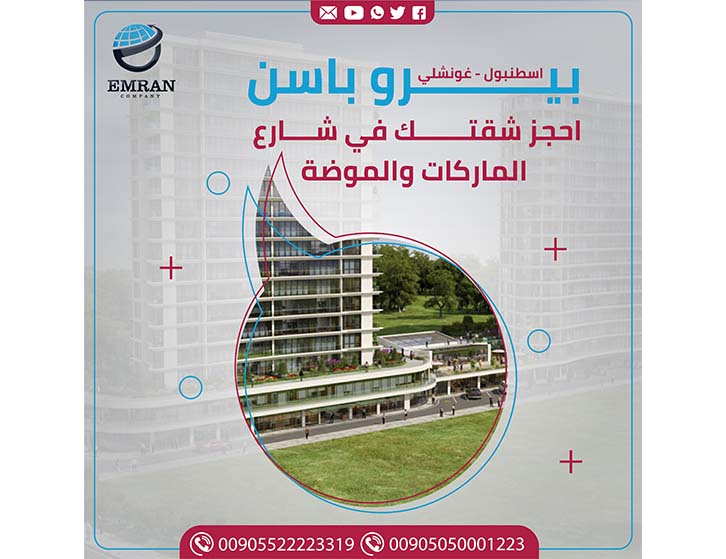 EMRAN
COMPANY
اسطنبول - غونشلي
بيرو باسن
احجز شقتك في شارع
الماركات والموضة
00905522223319 00905050001223